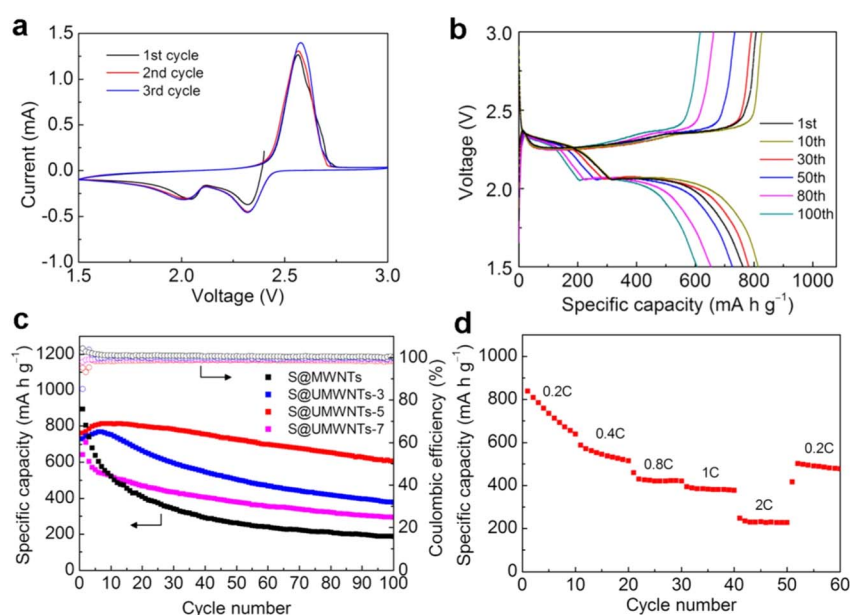 a
1st cycle
2nd cycle
3rd cycle
Current (mA)
1.5
1.0
0.5
0.0
-0.5
-1.0
1.5 2.0 2.5 3.0
Voltage (V)
b
1st
10th
30th
50th
80th
100th
Voltage (V)
3.0
2.5
2.0
1.5
0 200 400 600 800 1000
Specific capacity (mA h g⁻¹)
c
S@MWNTs
S@UMWNTs-3
S@UMWNTs-5
S@UMWNTs-7
Specific capacity (mA h g⁻¹)
1200
1000
800
600
400
200
0
Coulombic efficiency (%)
100
80
60
40
20
0
0 10 20 30 40 50 60 70 80 90 100
Cycle number
d
0.2C
0.4C
0.8C
1C
2C
0.2C
Specific capacity (mA h g⁻¹)
1000
800
600
400
200
0
0 10 20 30 40 50 60
Cycle number